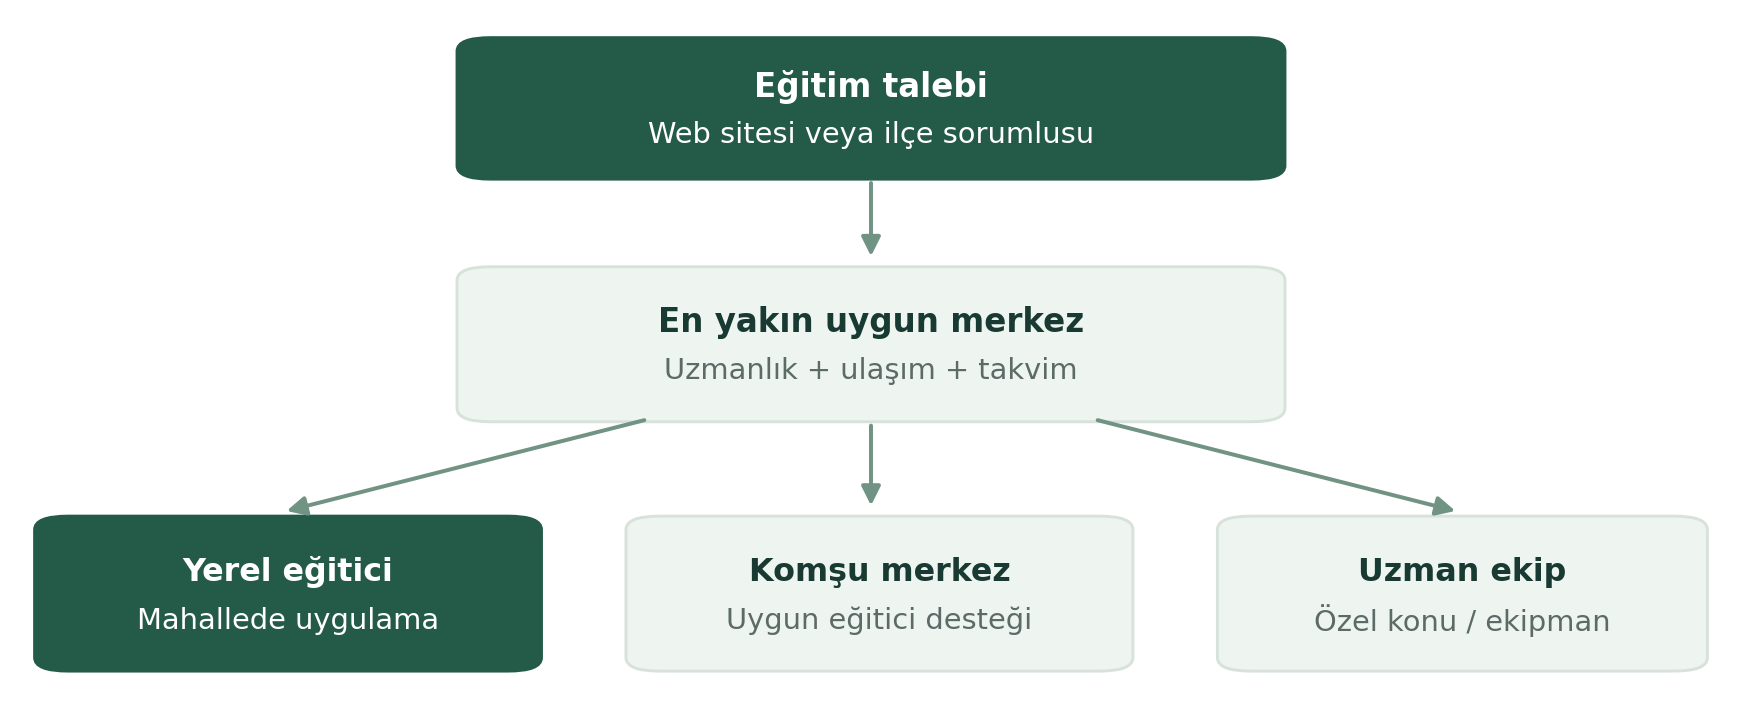 Eğitim talebi
Web sitesi veya ilçe sorumlusu
En yakın uygun merkez
Uzmanlık + ulaşım + takvim
Yerel eğitici
Mahallede uygulama
Komşu merkez
Uygun eğitici desteği
Uzman ekip
Özel konu / ekipman